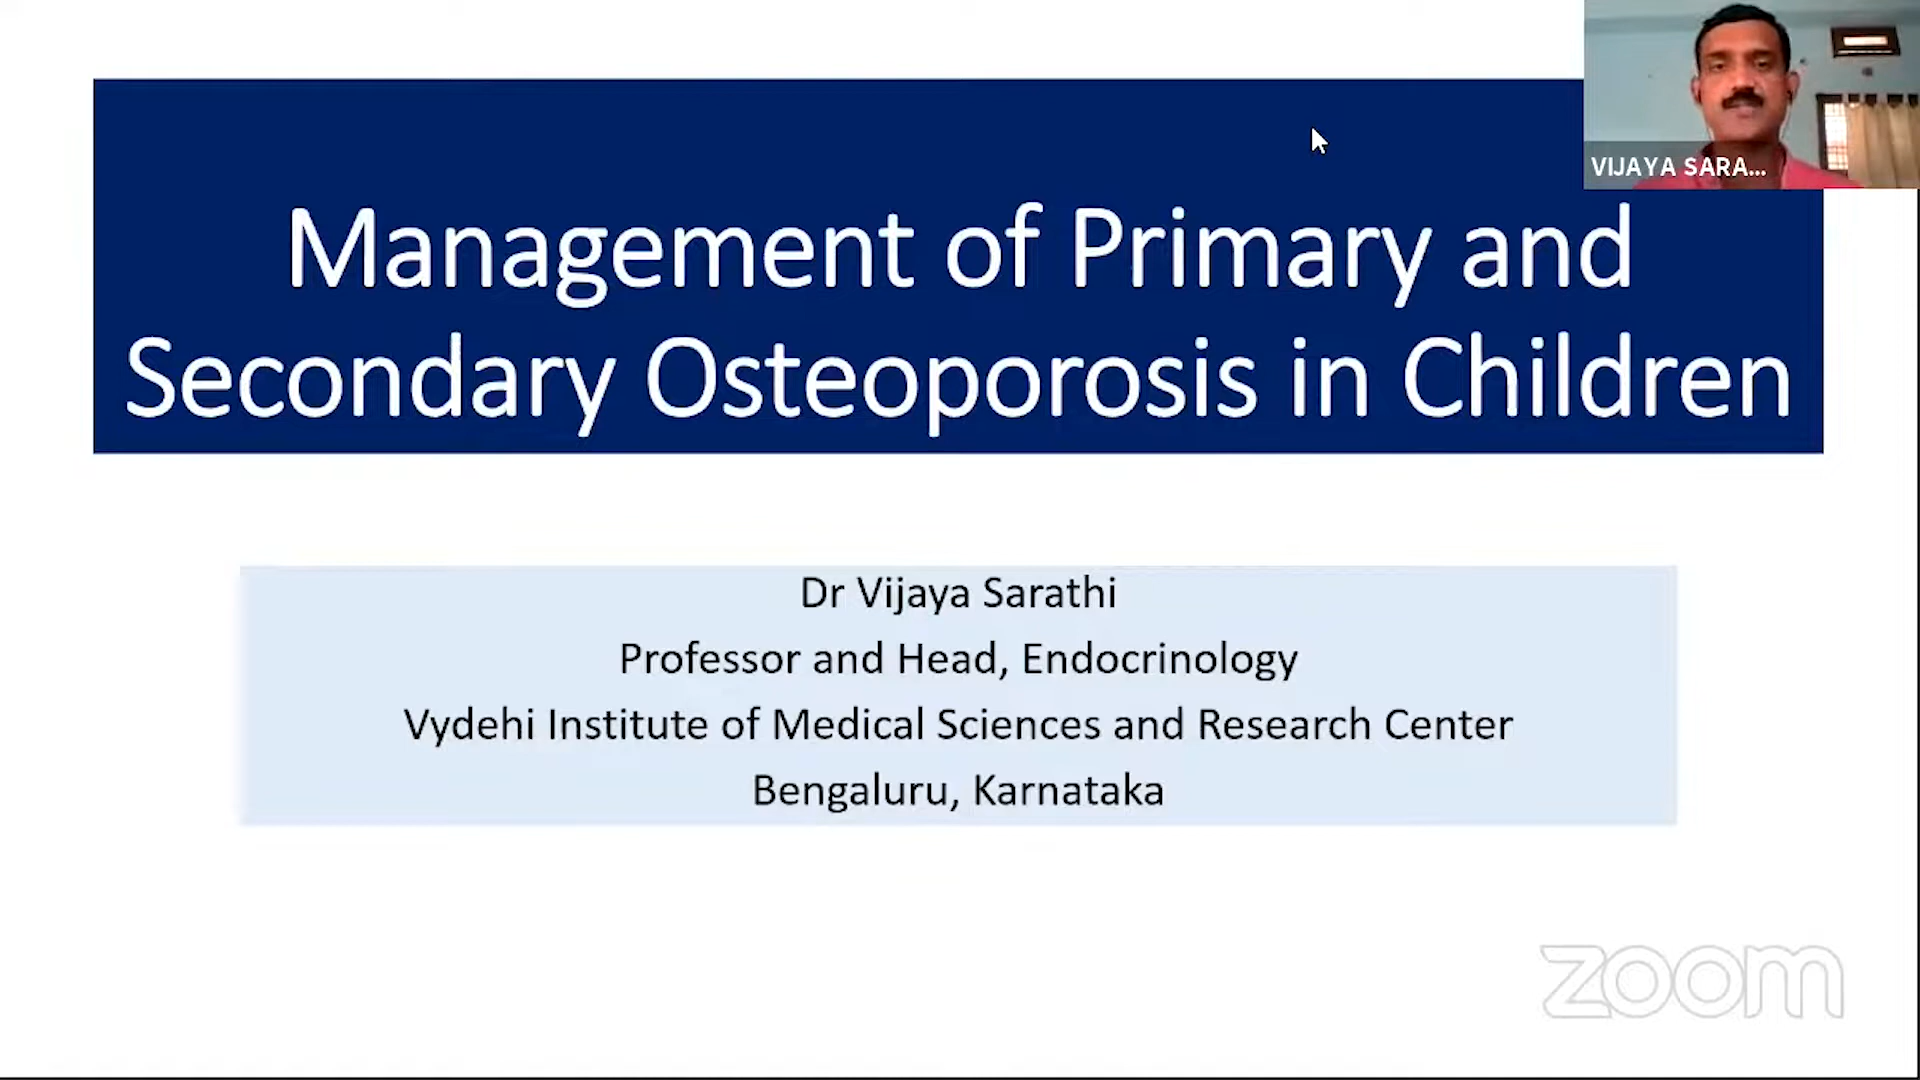 VIJAYA SARA...
Management of Primary and
Secondary Osteoporosis in Children
Dr Vijaya Sarathi
Professor and Head, Endocrinology
Vydehi Institute of Medical Sciences and Research Center
Bengaluru, Karnataka
zoom